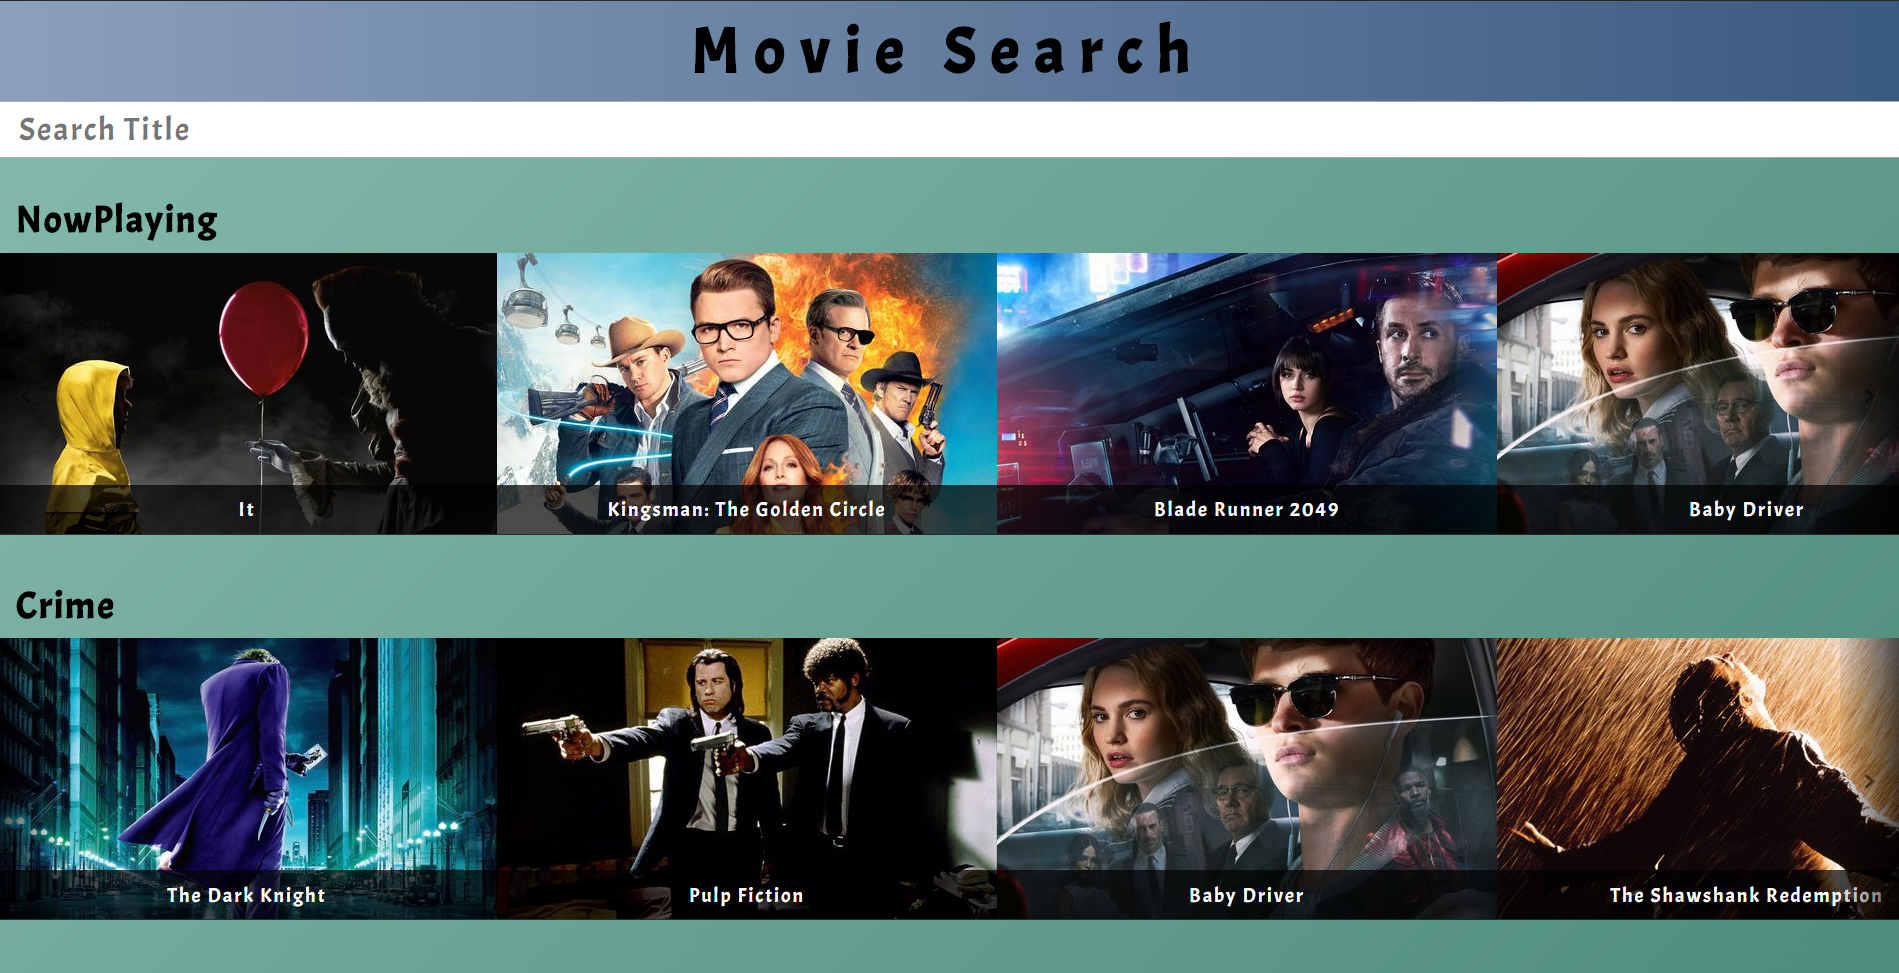 Movie Search
Search Title
NowPlaying
It
Kingsman: The Golden Circle
Blade Runner 2049
Baby Driver
Crime
The Dark Knight
Pulp Fiction
Baby Driver
The Shawshank Redemption